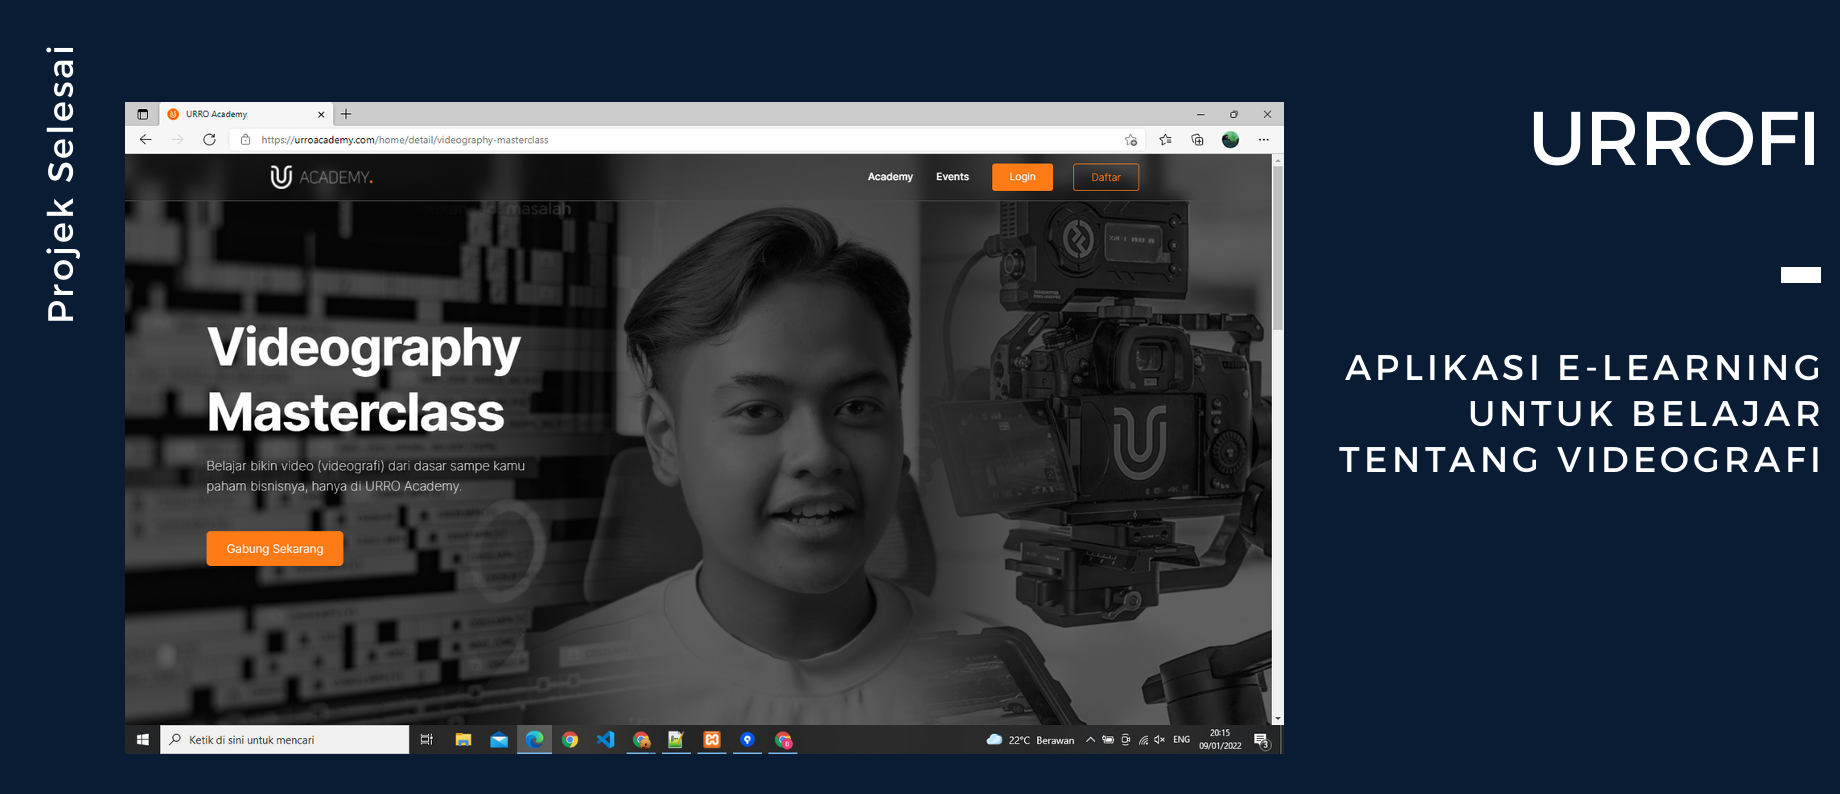 Projek Selesai
URRO Academy
https://urroacademy.com/home/detail/videography-masterclass
ACADEMY.
Academy
Events
Login
Daftar
masalah
Videography
Masterclass
Belajar bikin video (videografi) dari dasar sampe kamu
paham bisnisnya, hanya di URRO Academy.
Gabung Sekarang
Ketik di sini untuk mencari
22°C Berawan
ENG
20:15
09/01/2022
3
URROFI
APLIKASI E-LEARNING
UNTUK BELAJAR
TENTANG VIDEOGRAFI